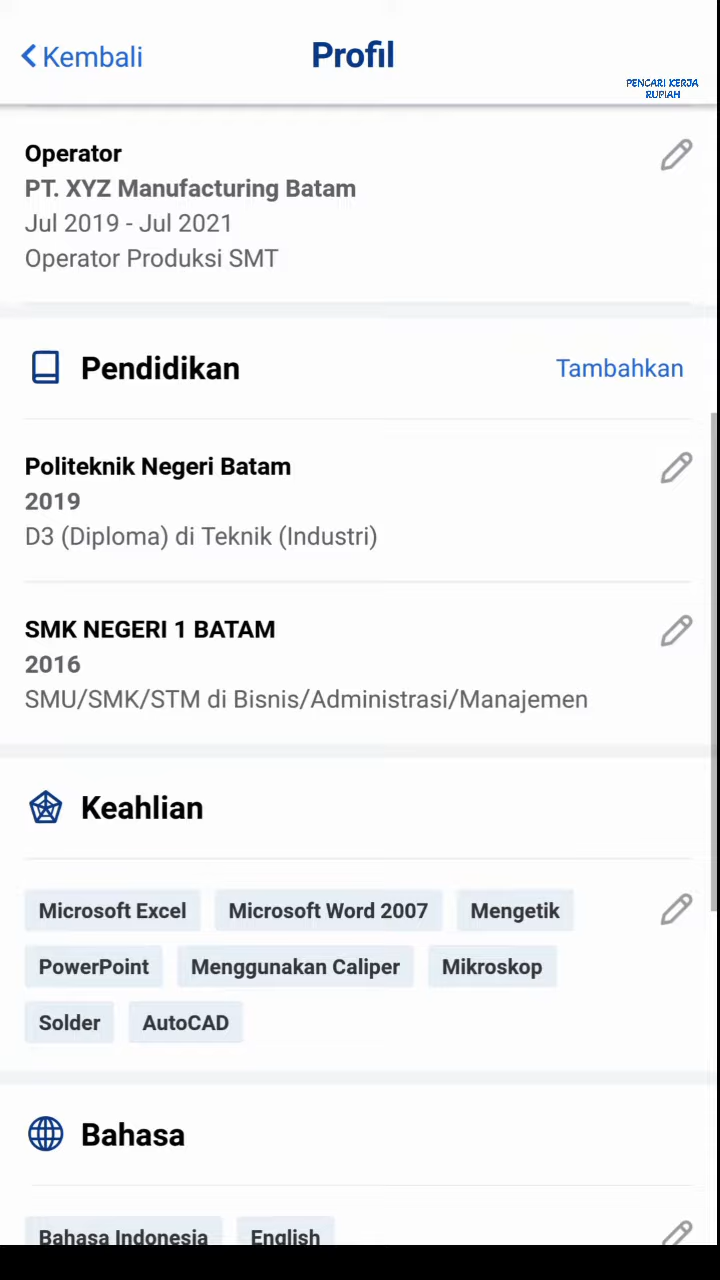 Kembali
Profil
PENCARI KERJA
RUPIAH
Operator
PT. XYZ Manufacturing Batam
Jul 2019 - Jul 2021
Operator Produksi SMT
Pendidikan
Tambahkan
Politeknik Negeri Batam
2019
D3 (Diploma) di Teknik (Industri)
SMK NEGERI 1 BATAM
2016
SMU/SMK/STM di Bisnis/Administrasi/Manajemen
Keahlian
Microsoft Excel Microsoft Word 2007 Mengetik
PowerPoint Menggunakan Caliper Mikroskop
Solder AutoCAD
Bahasa
Bahasa Indonesia English